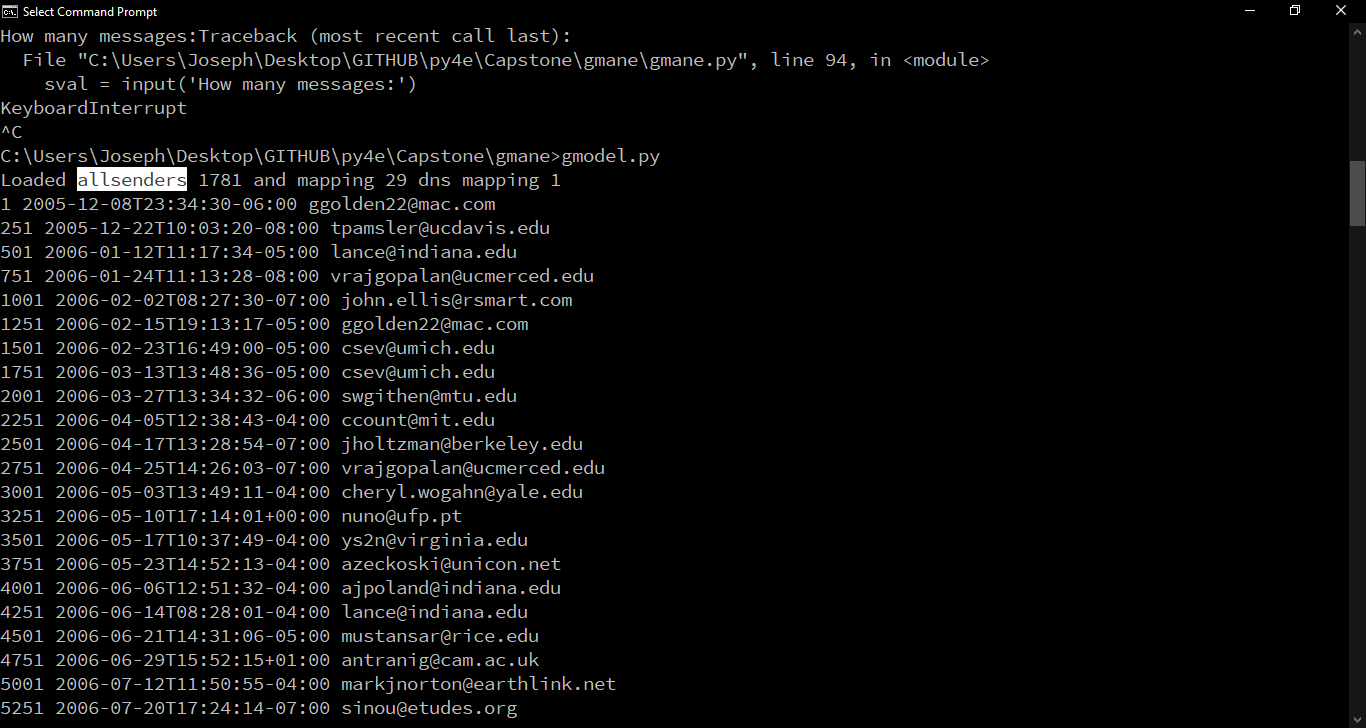 Select Command Prompt
How many messages:Traceback (most recent call last):
  File "C:\Users\Joseph\Desktop\GITHUB\py4e\Capstone\gmane\gmane.py", line 94, in <module>
    sval = input('How many messages:')
KeyboardInterrupt
^C
C:\Users\Joseph\Desktop\GITHUB\py4e\Capstone\gmane>gmodel.py
Loaded allsenders 1781 and mapping 29 dns mapping 1
1 2005-12-08T23:34:30-06:00 ggolden22@mac.com
251 2005-12-22T10:03:20-08:00 tpamsler@ucdavis.edu
501 2006-01-12T11:17:34-05:00 lance@indiana.edu
751 2006-01-24T11:13:28-08:00 vrajgopalan@ucmerced.edu
1001 2006-02-02T08:27:30-07:00 john.ellis@rsmart.com
1251 2006-02-15T19:13:17-05:00 ggolden22@mac.com
1501 2006-02-23T16:49:00-05:00 csev@umich.edu
1751 2006-03-13T13:48:36-05:00 csev@umich.edu
2001 2006-03-27T13:34:32-06:00 swgithen@mtu.edu
2251 2006-04-05T12:38:43-04:00 ccount@mit.edu
2501 2006-04-17T13:28:54-07:00 jholtzman@berkeley.edu
2751 2006-04-25T14:26:03-07:00 vrajgopalan@ucmerced.edu
3001 2006-05-03T13:49:11-04:00 cheryl.wogahn@yale.edu
3251 2006-05-10T17:14:01+00:00 nuno@ufp.pt
3501 2006-05-17T10:37:49-04:00 ys2n@virginia.edu
3751 2006-05-23T14:52:13-04:00 azeckoski@unicon.net
4001 2006-06-06T12:51:32-04:00 ajpoland@indiana.edu
4251 2006-06-14T08:28:01-04:00 lance@indiana.edu
4501 2006-06-21T14:31:06-05:00 mustansar@rice.edu
4751 2006-06-29T15:52:15+01:00 antranig@cam.ac.uk
5001 2006-07-12T11:50:55-04:00 markjnorton@earthlink.net
5251 2006-07-20T17:24:14-07:00 sinou@etudes.org